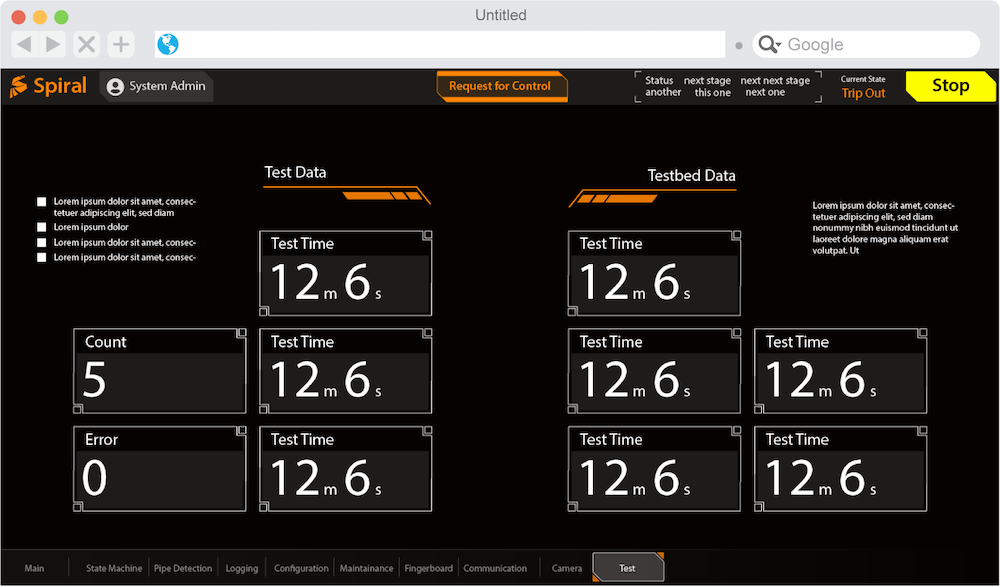 Untitled
Google
Spiral
System Admin
Request for Control
Status next stage next next stage
another this one next one
Current State
Trip Out
Stop
Test Data
Testbed Data
Lorem ipsum dolor sit amet, consec-
tetuer adipiscing elit, sed diam
Lorem ipsum dolor
Lorem ipsum dolor sit amet, consec-
Lorem ipsum dolor sit amet, consec-
Lorem ipsum dolor sit amet, consec-
tetuer adipiscing elit, sed diam
nonummy nibh euismod tincidunt ut
laoreet dolore magna aliquam erat
volutpat. Ut
Test Time
12 m 6 s
Test Time
12 m 6 s
Count
5
Test Time
12 m 6 s
Test Time
12 m 6 s
Test Time
12 m 6 s
Error
0
Test Time
12 m 6 s
Test Time
12 m 6 s
Test Time
12 m 6 s
Main State Machine Pipe Detection Logging Configuration Maintainance Fingerboard Communication Camera Test